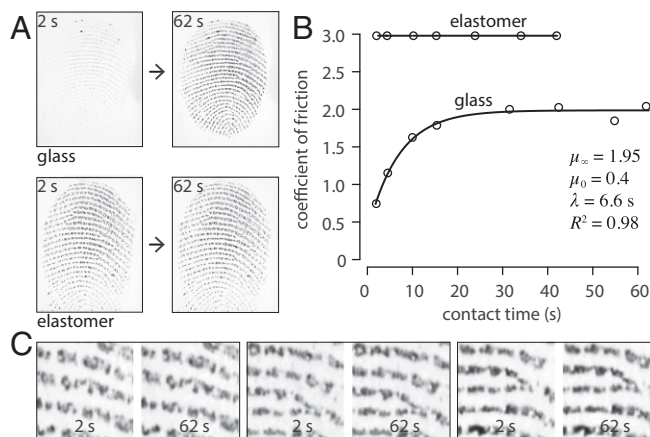 A
2 s
62 s
glass
2 s
62 s
elastomer
B
elastomer
glass
3.0
2.5
2.0
1.5
1.0
0.5
0
coefficient of friction
μ∞ = 1.95
μ0 = 0.4
λ = 6.6 s
R² = 0.98
0 10 20 30 40 50 60
contact time (s)
C
2 s 62 s 2 s 62 s 2 s 62 s